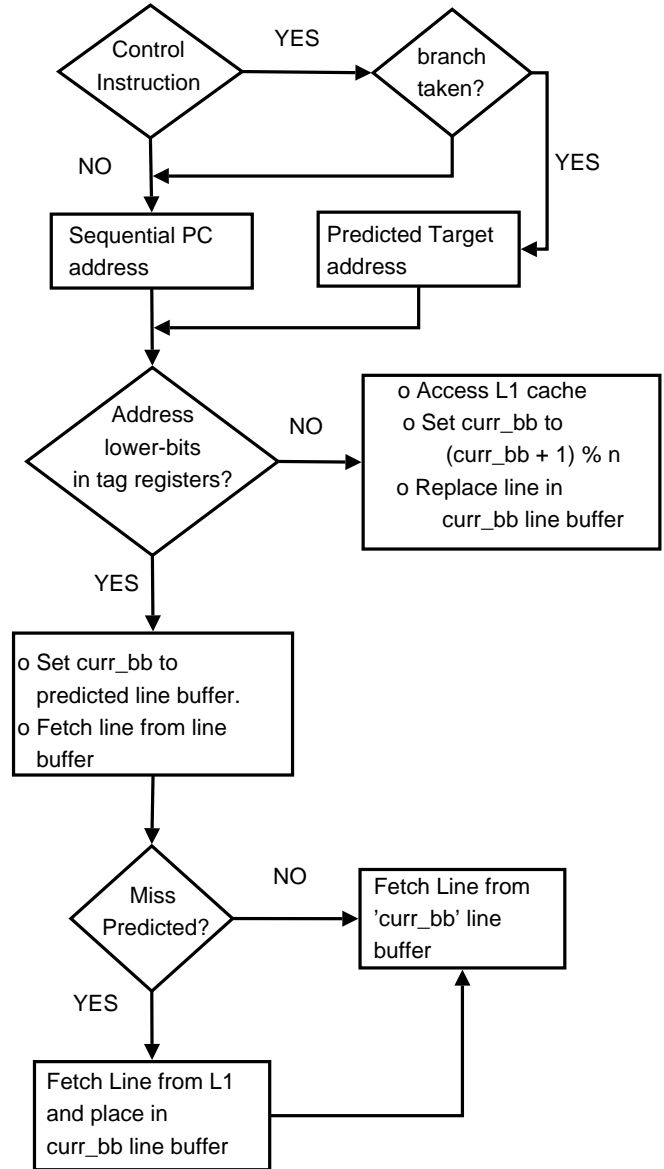 Control
Instruction
YES
branch
taken?
NO
YES
Sequential PC
address
Predicted Target
address
Address
lower-bits
in tag registers?
NO
o Access L1 cache
o Set curr_bb to
(curr_bb + 1) % n
o Replace line in
curr_bb line buffer
YES
o Set curr_bb to
predicted line buffer.
o Fetch line from line
buffer
Miss
Predicted?
NO
Fetch Line from
’curr_bb’ line
buffer
YES
Fetch Line from L1
and place in
curr_bb line buffer